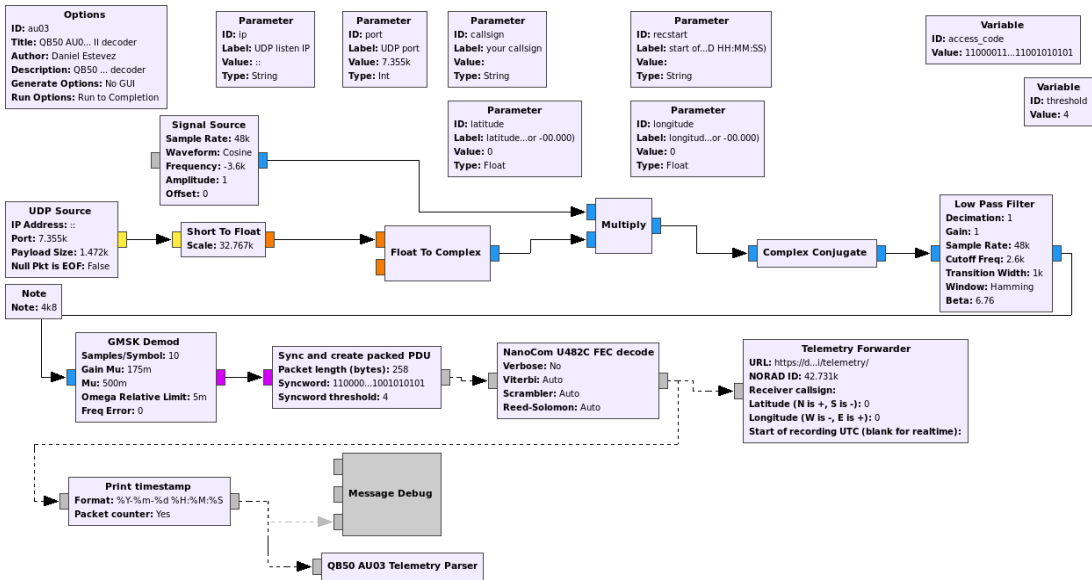 Options
ID: au03
Title: QB50 AU0... II decoder
Author: Daniel Estevez
Description: QB50 ... decoder
Generate Options: No GUI
Run Options: Run to Completion
Parameter
ID: ip
Label: UDP listen IP
Value: ::
Type: String
Parameter
ID: port
Label: UDP port
Value: 7.355k
Type: Int
Parameter
ID: callsign
Label: your callsign
Value:
Type: String
Parameter
ID: recstart
Label: start of...D HH:MM:SS)
Value:
Type: String
Variable
ID: access_code
Value: 11000011...11001010101
Variable
ID: threshold
Value: 4
Parameter
ID: latitude
Label: latitude...or -00.000)
Value: 0
Type: Float
Parameter
ID: longitude
Label: longitud...or -00.000)
Value: 0
Type: Float
Signal Source
Sample Rate: 48k
Waveform: Cosine
Frequency: -3.6k
Amplitude: 1
Offset: 0
UDP Source
IP Address: ::
Port: 7.355k
Payload Size: 1.472k
Null Pkt is EOF: False
Short To Float
Scale: 32.767k
Float To Complex
Multiply
Complex Conjugate
Low Pass Filter
Decimation: 1
Gain: 1
Sample Rate: 48k
Cutoff Freq: 2.6k
Transition Width: 1k
Window: Hamming
Beta: 6.76
Note
Note: 4k8
GMSK Demod
Samples/Symbol: 10
Gain Mu: 175m
Mu: 500m
Omega Relative Limit: 5m
Freq Error: 0
Sync and create packed PDU
Packet length (bytes): 258
Syncword: 110000...1001010101
Syncword threshold: 4
NanoCom U482C FEC decode
Verbose: No
Viterbi: Auto
Scrambler: Auto
Reed-Solomon: Auto
Telemetry Forwarder
URL: https://d...i/telemetry/
NORAD ID: 42.731k
Receiver callsign:
Latitude (N is +, S is -): 0
Longitude (W is -, E is +): 0
Start of recording UTC (blank for realtime):
Print timestamp
Format: %Y-%m-%d %H:%M:%S
Packet counter: Yes
Message Debug
QB50 AU03 Telemetry Parser